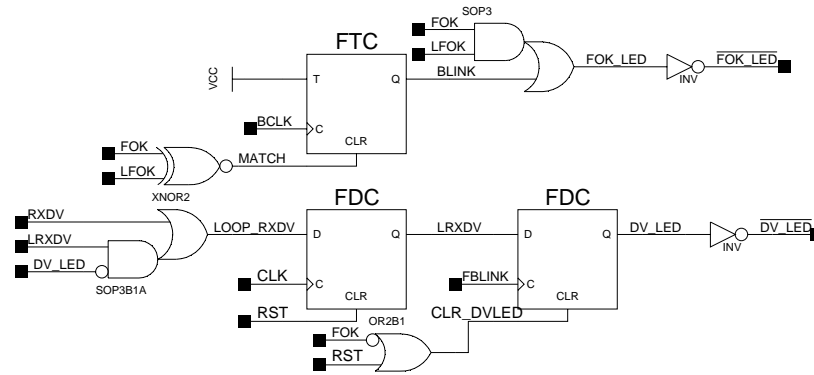 SOP3
FOK
LFOK
FTC
VCC
T
Q
BLINK
FOK_LED
INV
FOK_LED
BCLK
C
CLR
FOK
LFOK
MATCH
XNOR2
RXDV
LRXDV
DV_LED
SOP3B1A
LOOP_RXDV
FDC
D
Q
LRXDV
CLK
C
CLR
RST
FDC
D
Q
DV_LED
INV
DV_LED
FBLINK
C
CLR
CLR_DVLED
OR2B1
FOK
RST